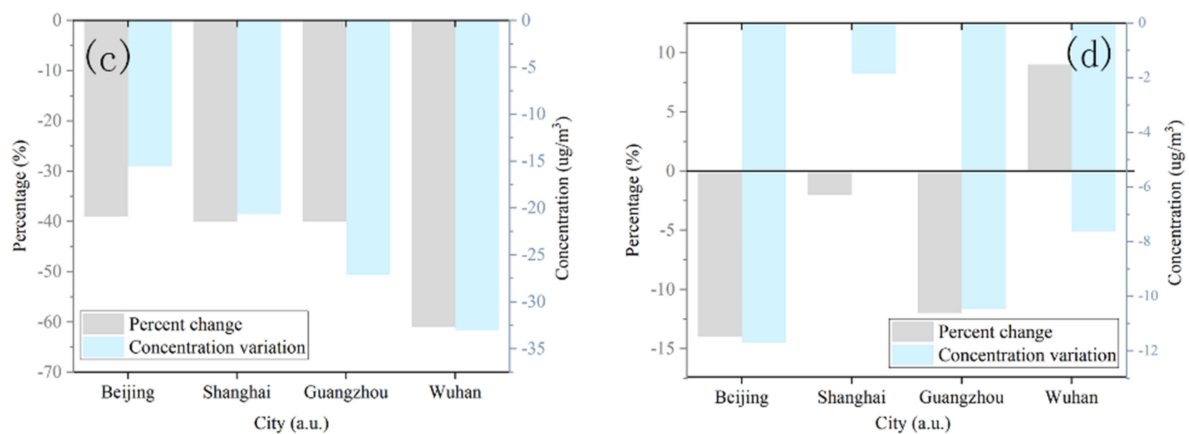 (c)
0
-10
-20
-30
-40
-50
-60
-70
Percentage (%)
0
-5
-10
-15
-20
-25
-30
-35
Concentration (ug/m³)
Percent change
Concentration variation
Beijing Shanghai Guangzhou Wuhan
City (a.u.)
(d)
10
5
0
-5
-10
-15
Percentage (%)
0
-2
-4
-6
-8
-10
-12
Concentration (ug/m³)
Percent change
Concentration variation
Beijing Shanghai Guangzhou Wuhan
City (a.u.)